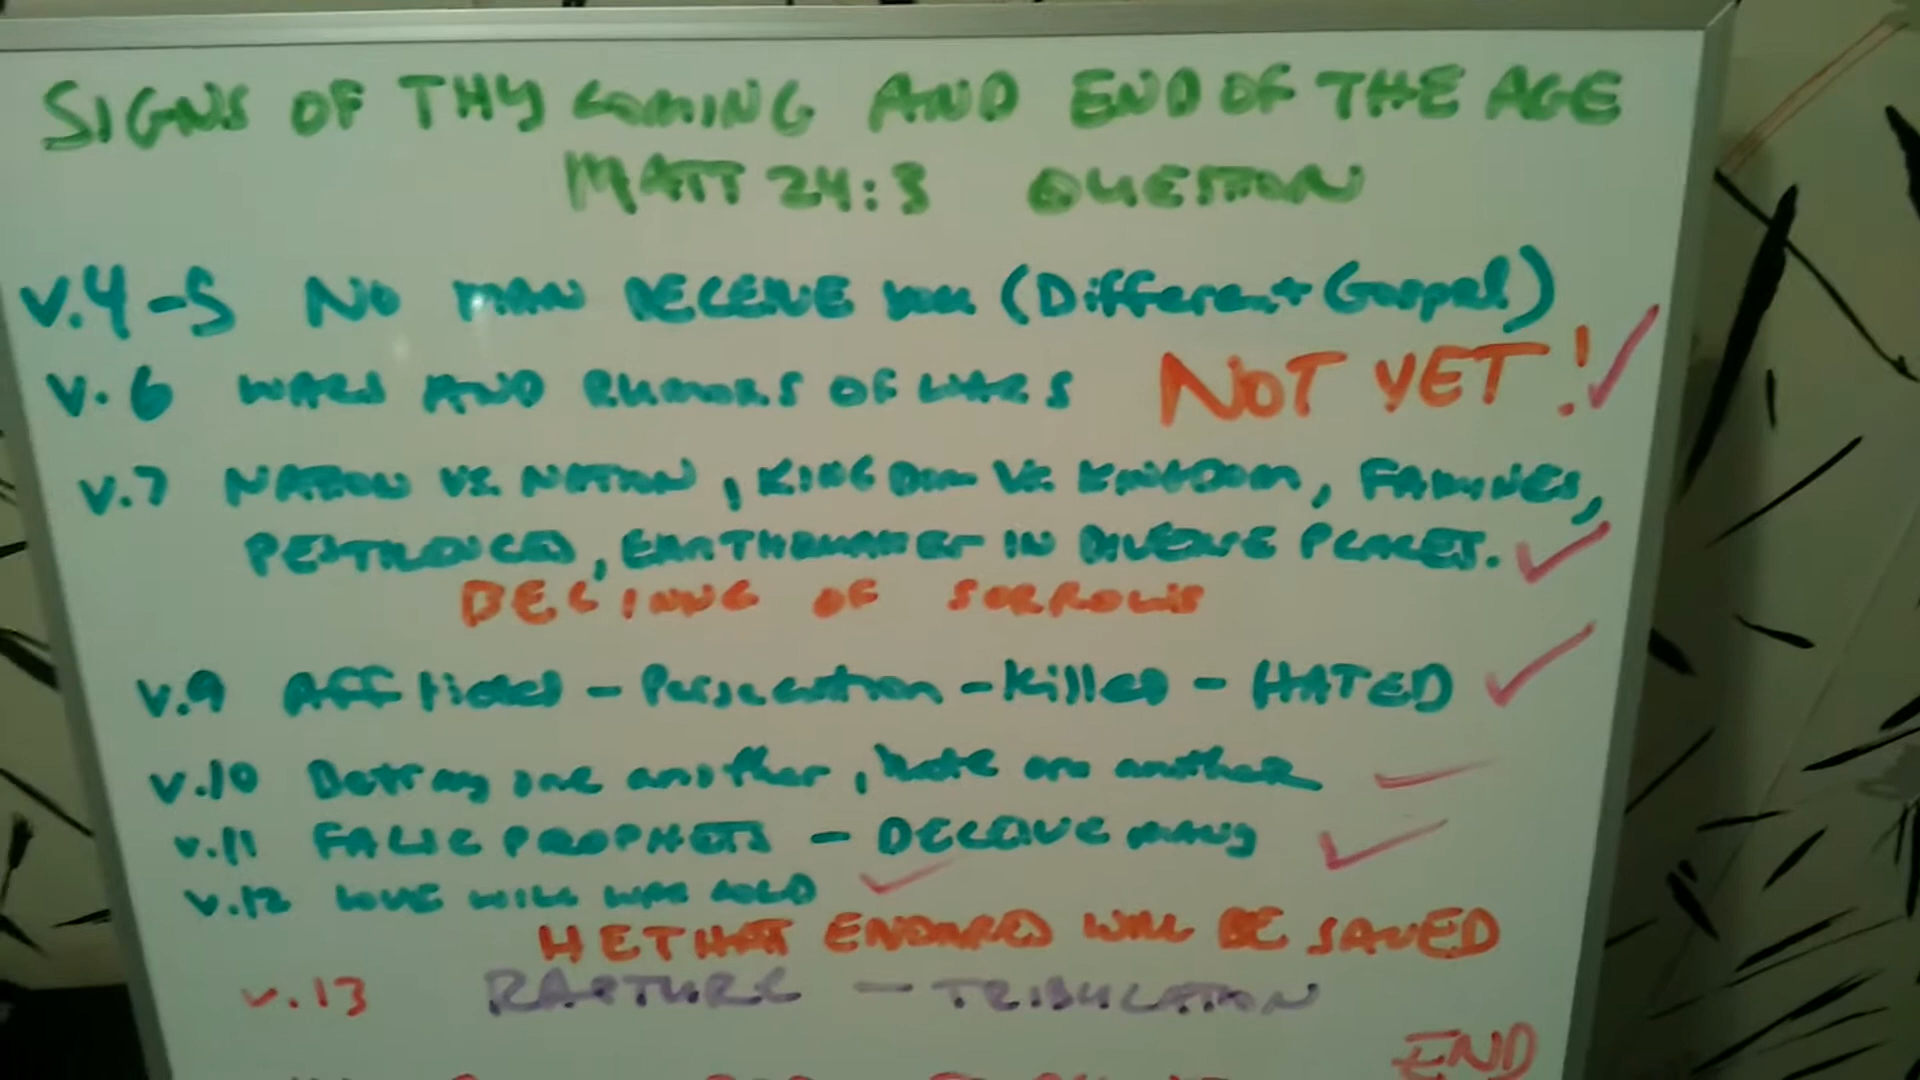 SIGNS OF THY COMING AND END OF THE AGE
MATT 24:3 QUESTION
v.4-5 NO MAN DECEIVE you (Different Gospel)
v.6 WARS AND RUMORS OF WARS NOT YET!
v.7 NATION VS NATION, KINGDOM VS KINGDOM, FAMINES,
PESTILENCES, EARTHQUAKES IN DIVERSE PLACES.
BEGINNG OF SORROWS
v.9 Afflicted - Persecution - Killed - HATED
v.10 Betray one another, hate one another
v.11 FALSE PROPHETS - DECEIVE many
v.12 LOVE WILL WAX COLD
HE THAT ENDURES WILL BE SAVED
v.13 RAPTURE - TRIBULATION
END